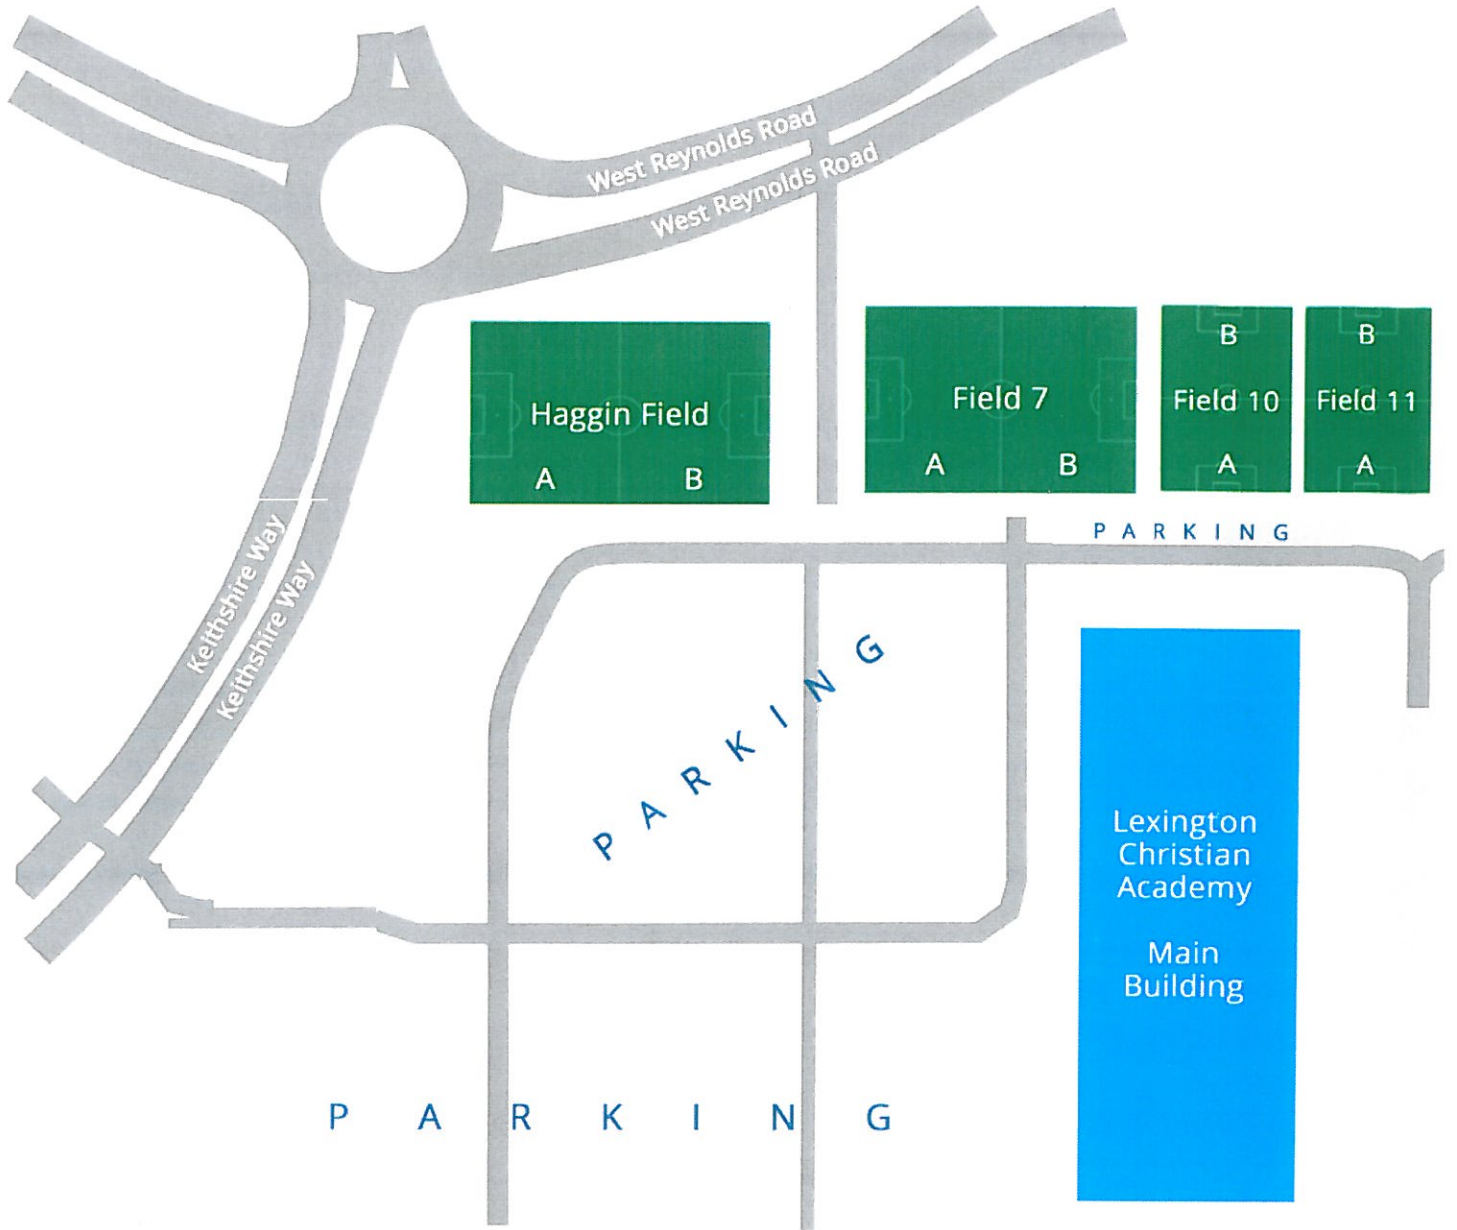 West Reynolds Road
West Reynolds Road
Haggin Field
A B
Field 7
A B
B
Field 10
A
B
Field 11
A
PARKING
Keithshire Way
Keithshire Way
PARKING
Lexington
Christian
Academy
Main
Building
PARKING